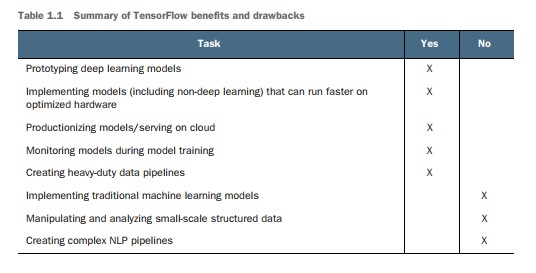 Table 1.1 Summary of TensorFlow benefits and drawbacks
Task Yes No
Prototyping deep learning models X
Implementing models (including non-deep learning) that can run faster on X
optimized hardware
Productionizing models/serving on cloud X
Monitoring models during model training X
Creating heavy-duty data pipelines X
Implementing traditional machine learning models X
Manipulating and analyzing small-scale structured data X
Creating complex NLP pipelines X